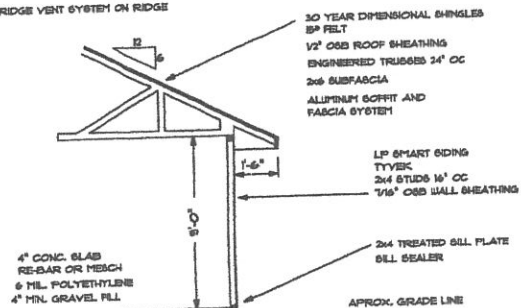 RIDGE VENT SYSTEM ON RIDGE
12
6
30 YEAR DIMENSIONAL SHINGLES
15# FELT
1/2" OSB ROOF SHEATHING
ENGINEERED TRUSSES 24" OC
2x6 SUBFASCIA
ALUMINUM SOFFIT AND
FASCIA SYSTEM
1'-6"
LP SMART SIDING
TYVEK
2x4 STUDS 16" OC
7/16" OSB WALL SHEATHING
2x4 TREATED SILL PLATE
SILL SEALER
4" CONC. SLAB
RE-BAR OR MESCH
6 MIL POLYETHYLENE
4" MIN. GRAVEL FILL
APROX. GRADE LINE